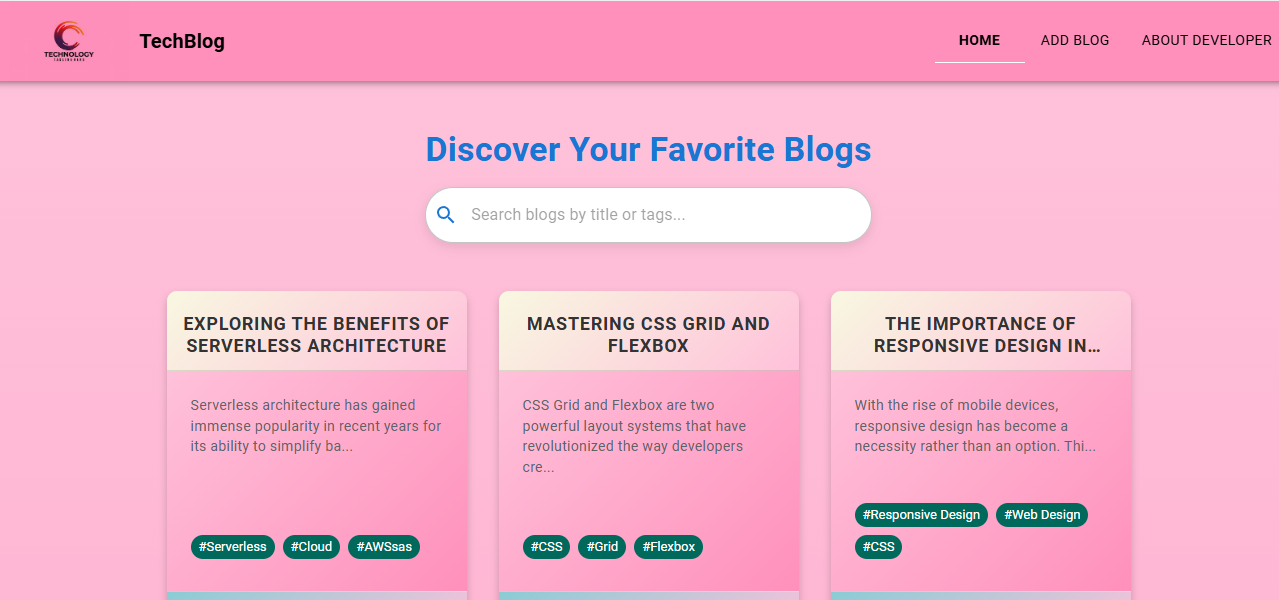 TECHNOLOGY
TechBlog
HOME
ADD BLOG
ABOUT DEVELOPER
Discover Your Favorite Blogs
Search blogs by title or tags...
EXPLORING THE BENEFITS OF
SERVERLESS ARCHITECTURE
Serverless architecture has gained
immense popularity in recent years for
its ability to simplify ba...
#Serverless #Cloud #AWSsas
MASTERING CSS GRID AND
FLEXBOX
CSS Grid and Flexbox are two
powerful layout systems that have
revolutionized the way developers
cre...
#CSS #Grid #Flexbox
THE IMPORTANCE OF
RESPONSIVE DESIGN IN...
With the rise of mobile devices,
responsive design has become a
necessity rather than an option. Thi...
#Responsive Design #Web Design
#CSS